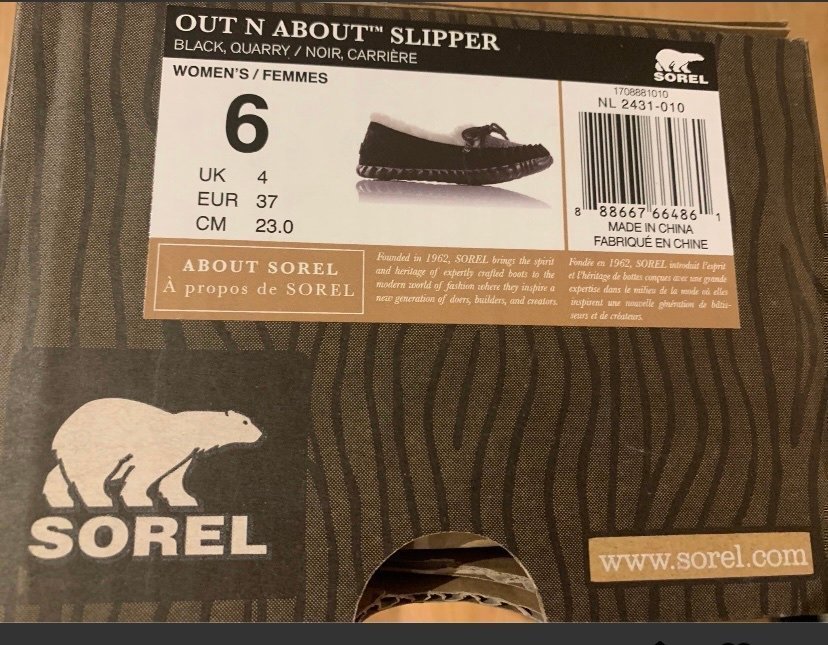 OUT N ABOUT™ SLIPPER
BLACK, QUARRY / NOIR, CARRIÈRE
SOREL
WOMEN'S / FEMMES
6
UK 4
EUR 37
CM 23.0
1708881010
NL 2431-010
8 88667 66486 1
MADE IN CHINA
FABRIQUÉ EN CHINE
ABOUT SOREL
À propos de SOREL
Founded in 1962, SOREL brings the spirit
and heritage of expertly crafted boots to the
modern world of fashion where they inspire a
new generation of doers, builders, and creators.
Fondée en 1962, SOREL introduit l'esprit
et l'héritage de bottes conçues avec une grande
expertise dans le milieu de la mode où elles
inspirent une nouvelle génération de bâtis-
seurs et de créateurs.
SOREL
www.sorel.com